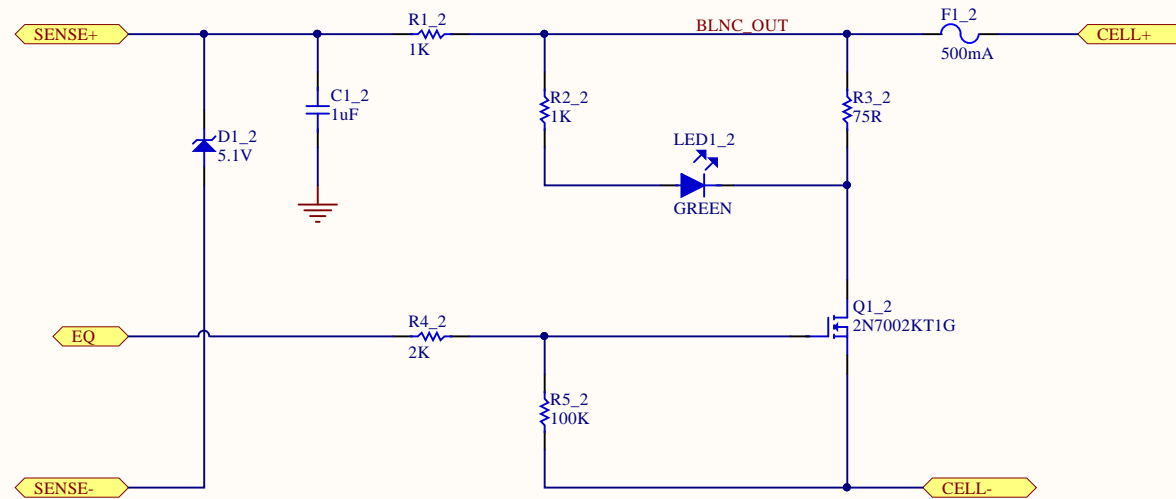 F1_2
R1_2
BLNC_OUT
SENSE+
CELL+
1K
500mA
C1_2
1uF
R2_2
1K
R3_2
75R
D1_2
5.1V
LED1_2
GREEN
Q1_2
2N7002KT1G
R4_2
EQ
2K
R5_2
100K
SENSE-
CELL-